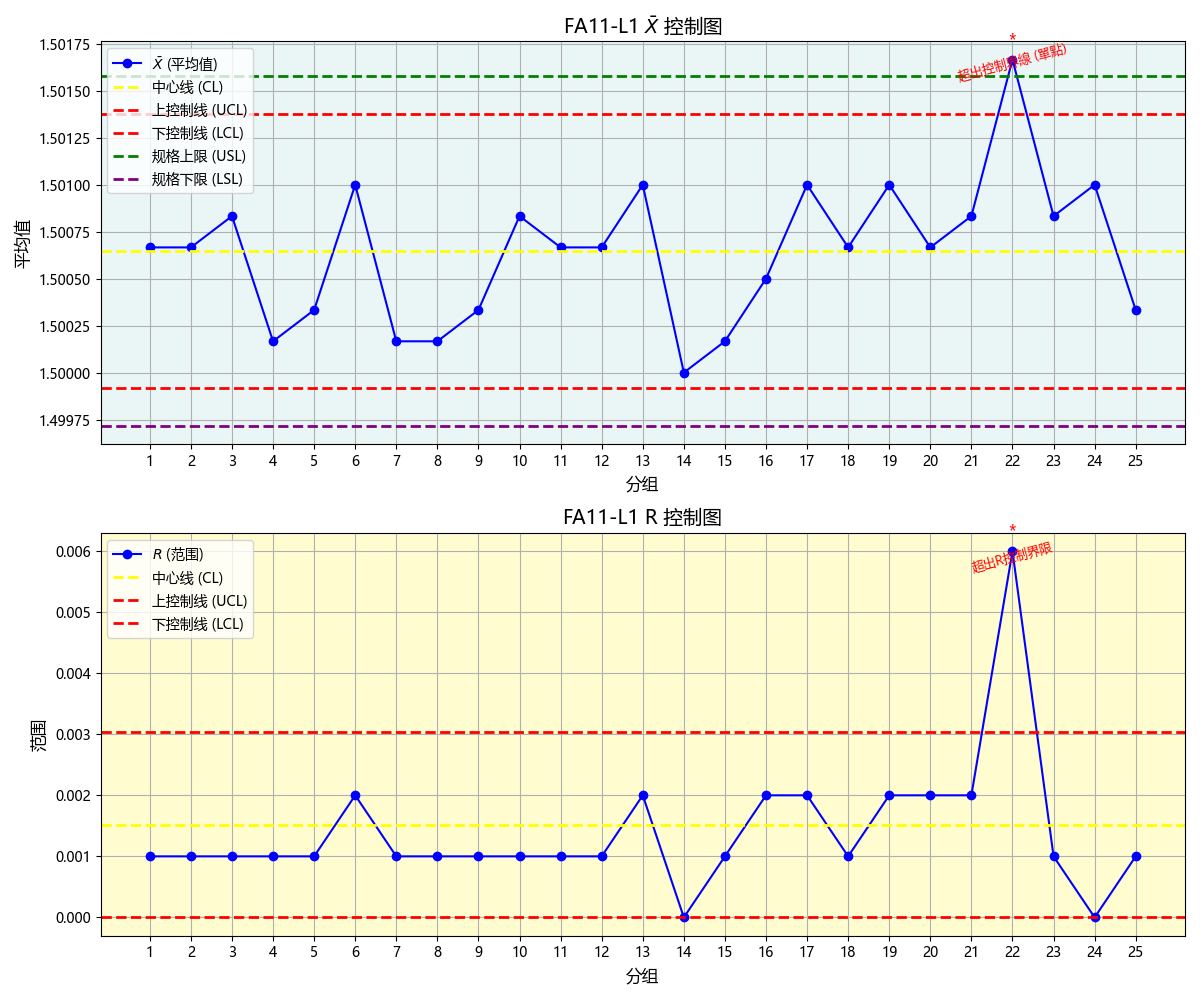 FA11-L1 X̄ 控制图
1.50175
1.50150
1.50125
1.50100
1.50075
1.50050
1.50025
1.50000
1.49975
平均值
X̄ (平均值)
中心线 (CL)
上控制线 (UCL)
下控制线 (LCL)
规格上限 (USL)
规格下限 (LSL)
*
超出控制界線 (單點)
1 2 3 4 5 6 7 8 9 10 11 12 13 14 15 16 17 18 19 20 21 22 23 24 25
分组
FA11-L1 R 控制图
0.006
0.005
0.004
0.003
0.002
0.001
0.000
范围
R (范围)
中心线 (CL)
上控制线 (UCL)
下控制线 (LCL)
*
超出R控制界限
1 2 3 4 5 6 7 8 9 10 11 12 13 14 15 16 17 18 19 20 21 22 23 24 25
分组